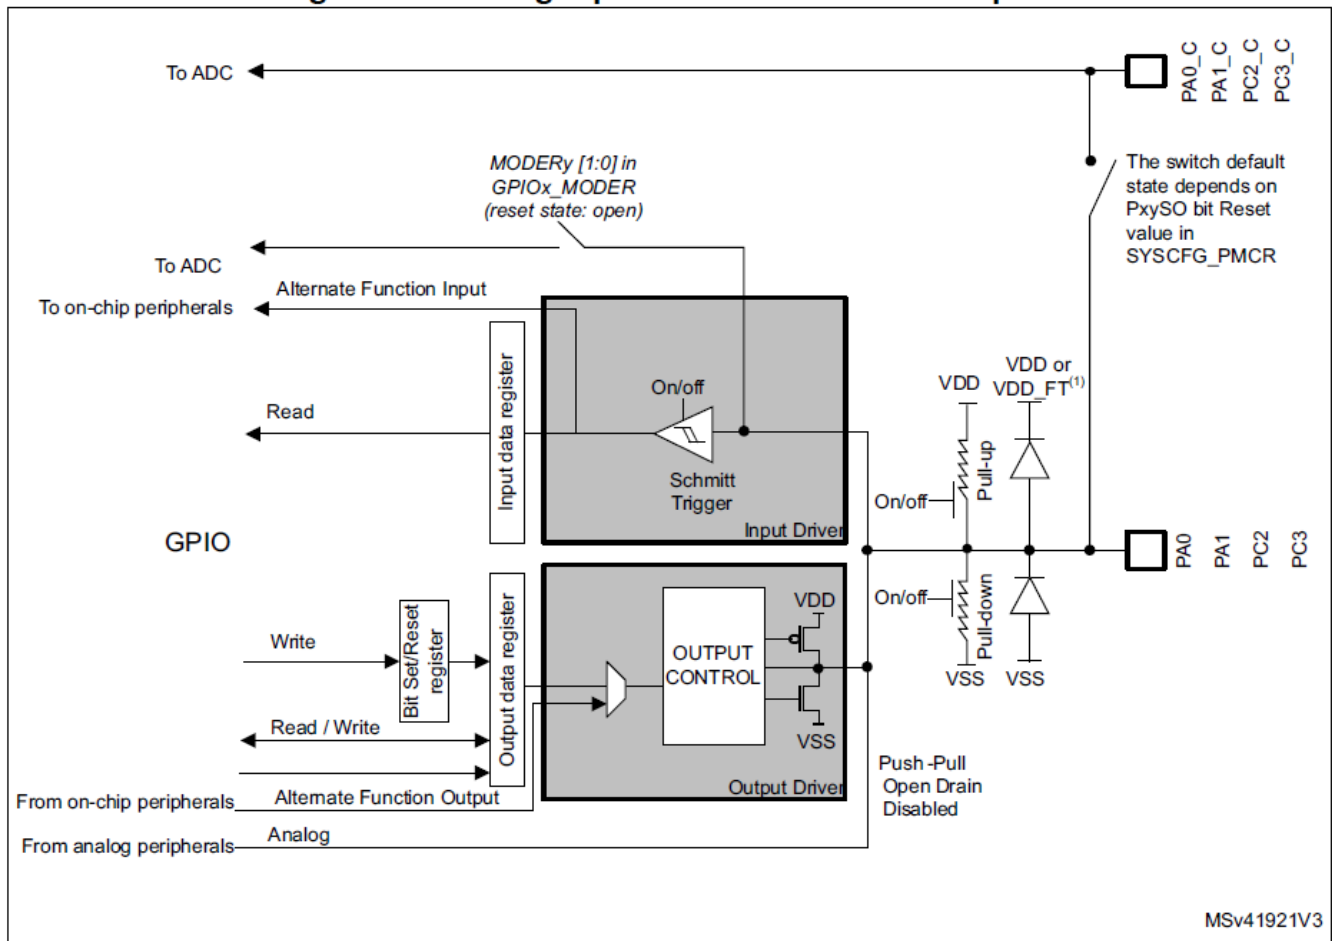 To ADC
PA0_C
PA1_C
PC2_C
PC3_C
MODERy [1:0] in
GPIOx_MODER
(reset state: open)
The switch default
state depends on
PxySO bit Reset
value in
SYSCFG_PMCR
To ADC
Alternate Function Input
To on-chip peripherals
Input data register
On/off
Read
Schmitt
Trigger
Input Driver
VDD
VDD or
VDD_FT(1)
Pull-up
On/off
GPIO
PA0
PA1
PC2
PC3
On/off
Pull-down
VSS
VSS
Write
Bit Set/Reset
register
Output data register
OUTPUT
CONTROL
VDD
VSS
Read / Write
Output Driver
Push -Pull
Open Drain
Disabled
From on-chip peripherals
Alternate Function Output
From analog peripherals
Analog
MSv41921V3